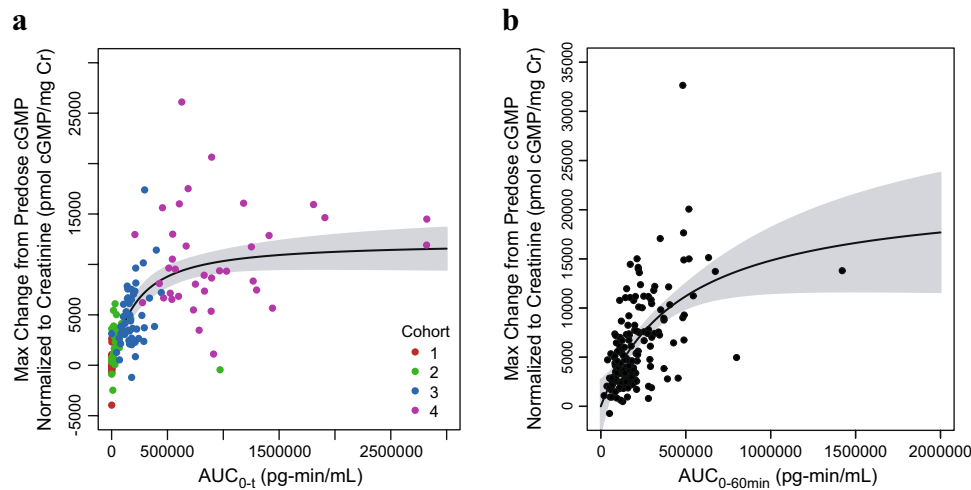 a
Max Change from Predose cGMP
Normalized to Creatinine (pmol cGMP/mg Cr)
-5000
0
5000
15000
25000
0
500000
1500000
2500000
AUC0-t (pg-min/mL)
Cohort
1
2
3
4
b
Max Change from Predose cGMP
Normalized to Creatinine (pmol cGMP/mg Cr)
0
5000
10000
15000
20000
25000
30000
35000
0
500000
1000000
1500000
2000000
AUC0-60min (pg-min/mL)